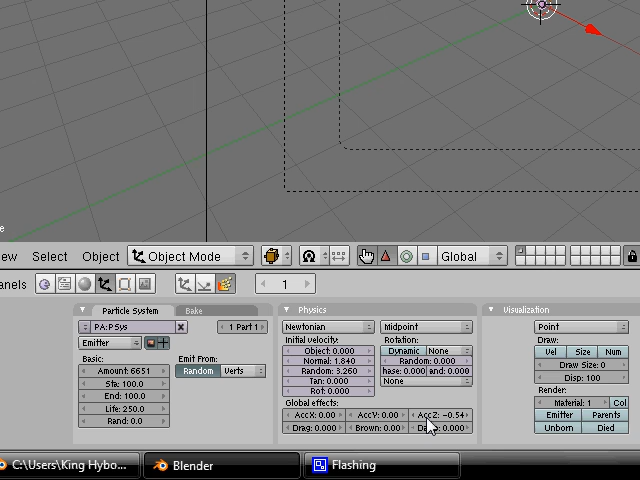 e
ew Select Object Object Mode Global
anels 1
Particle System Bake
PA:PSys X 1 Part 1
Emitter
Basic: Emit From:
Amount: 6651 Random Verts
Sta: 100.0
End: 100.0
Life: 250.0
Rand: 0.0
Physics
Newtonian Midpoint
Initial velocity: Rotation:
Object: 0.000 Dynamic None
Normal: 1.840 Random: 0.000
Random: 3.260 hase: 0.000 and: 0.000
Tan: 0.000 None
Rot: 0.000
Global effects:
AccX: 0.00 AccY: 0.00 AccZ: -0.54
Drag: 0.000 Brown: 0.00 0.000
Visualization
Point
Draw:
Vel Size Num
Draw Size: 0
Disp: 100
Render:
Material: 1 Col
Emitter Parents
Unborn Died
C:\Users\King Hybo... Blender Flashing